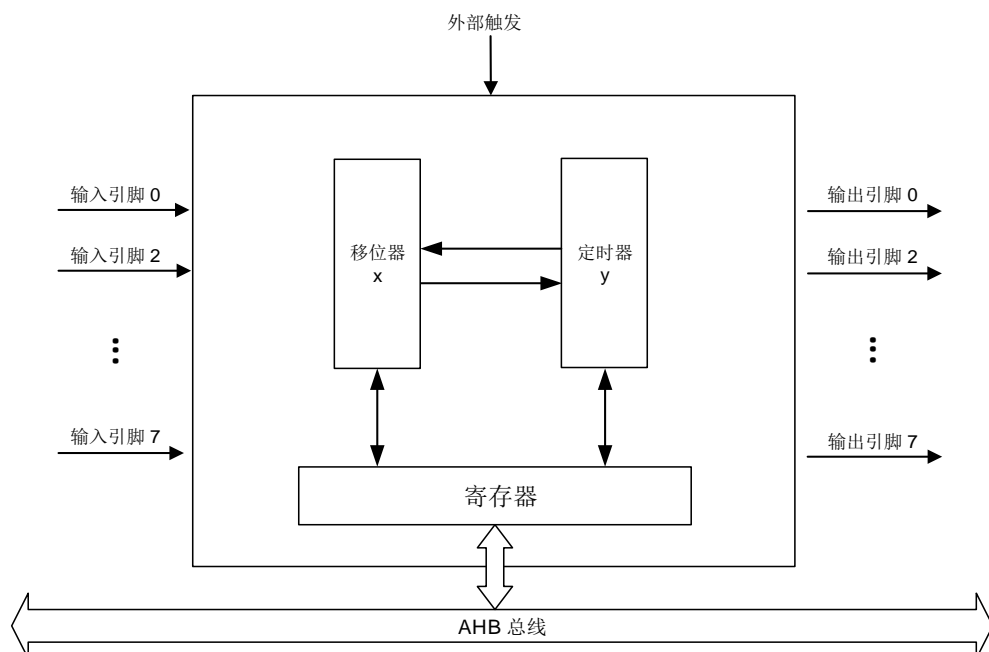 外部触发
输入引脚 0
输出引脚 0
移位器
x
定时器
y
输入引脚 2
输出引脚 2
输入引脚 7
输出引脚 7
寄存器
AHB 总线